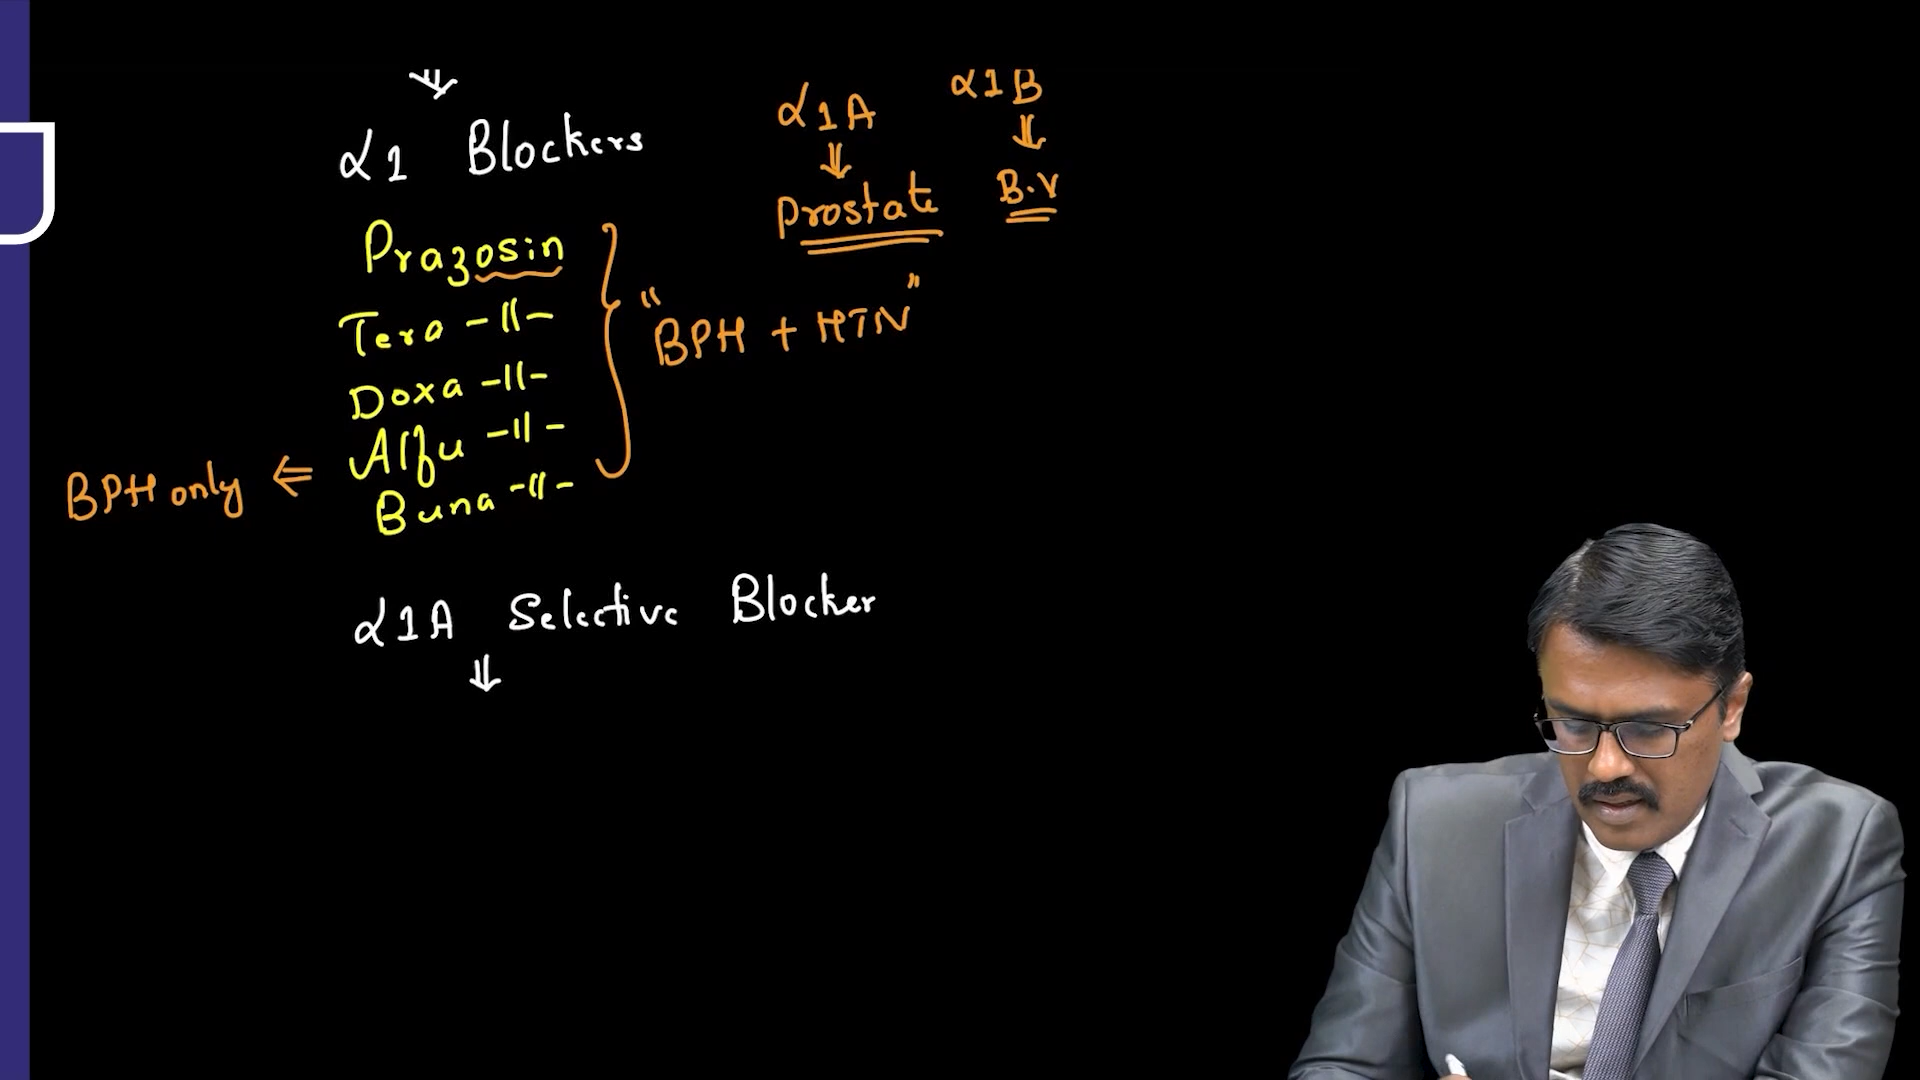 α1 Blockers
α1A
⇓
Prostate
α1B
⇓
B.V
Prazosin
Tera -〃-
Doxa -〃-
Alfu -〃-
Buna -〃-
"BPH + HTN"
BPH only ⇐
α1A Selective Blocker
⇓